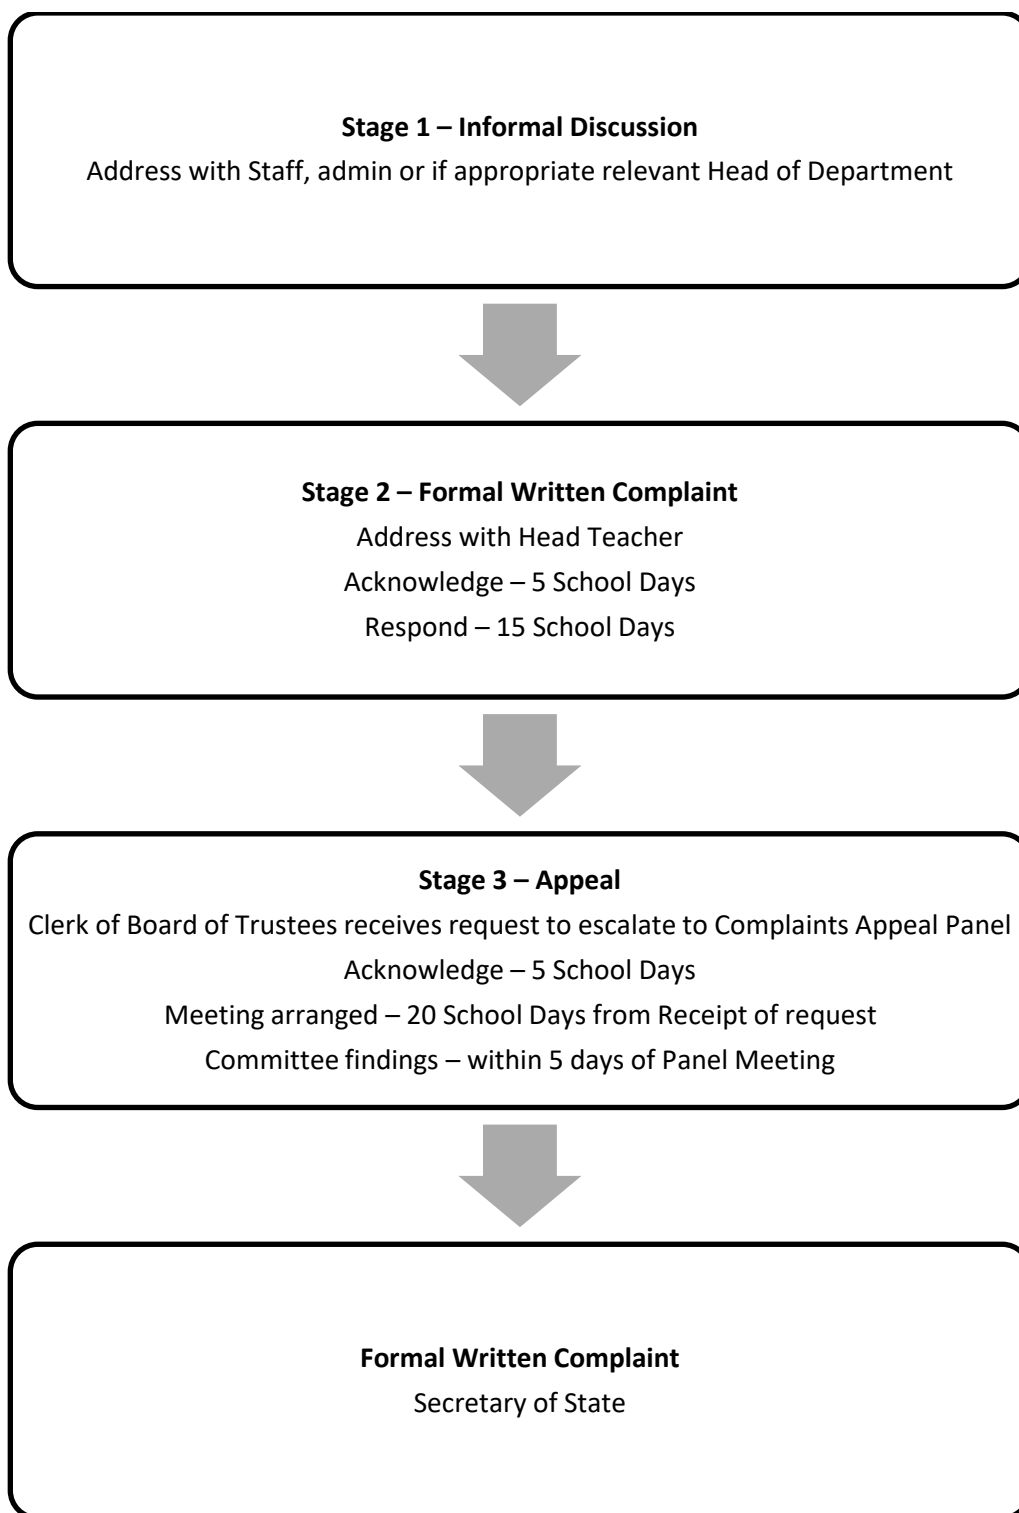 Stage 1 – Informal Discussion
Address with Staff, admin or if appropriate relevant Head of Department
Stage 2 – Formal Written Complaint
Address with Head Teacher
Acknowledge – 5 School Days
Respond – 15 School Days
Stage 3 – Appeal
Clerk of Board of Trustees receives request to escalate to Complaints Appeal Panel
Acknowledge – 5 School Days
Meeting arranged – 20 School Days from Receipt of request
Committee findings – within 5 days of Panel Meeting
Formal Written Complaint
Secretary of State